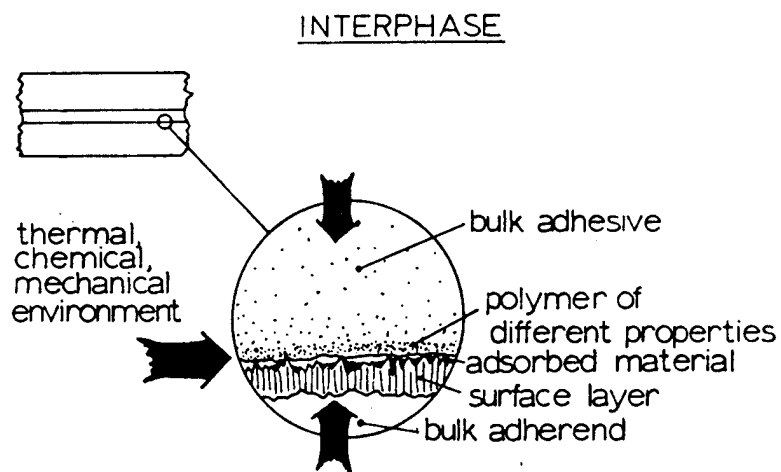 INTERPHASE
thermal,
chemical,
mechanical
environment
bulk adhesive
polymer of
different properties
adsorbed material
surface layer
bulk adherend